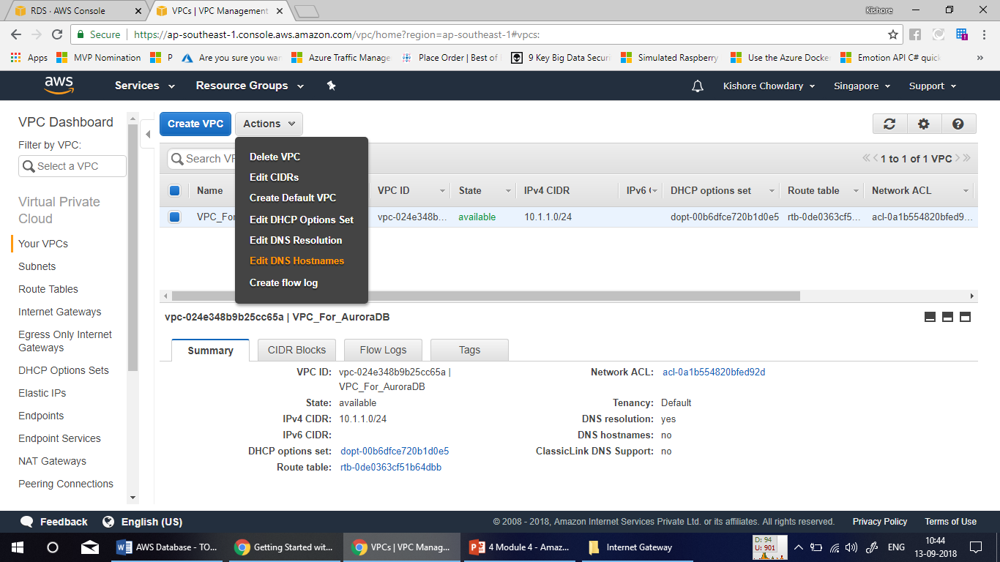 RDS · AWS Console
VPCs | VPC Management
Kishore
Secure
https://ap-southeast-1.console.aws.amazon.com/vpc/home?region=ap-southeast-1#vpcs:
Apps
MVP Nomination
P
Are you sure you wan
Azure Traffic Manage
Place Order | Best of
9 Key Big Data Securi
Simulated Raspberry
Use the Azure Docke
Emotion API C# quick
»
aws
Services
Resource Groups
Kishore Chowdary
Singapore
Support
VPC Dashboard
Filter by VPC:
Select a VPC
Virtual Private
Cloud
Your VPCs
Subnets
Route Tables
Internet Gateways
Egress Only Internet
Gateways
DHCP Options Sets
Elastic IPs
Endpoints
Endpoint Services
NAT Gateways
Peering Connections
Create VPC
Actions
Delete VPC
Edit CIDRs
Create Default VPC
Edit DHCP Options Set
Edit DNS Resolution
Edit DNS Hostnames
Create flow log
Search VP
1 to 1 of 1 VPC
Name
VPC ID
State
IPv4 CIDR
IPv6 (
DHCP options set
Route table
Network ACL
VPC_For
vpc-024e348b...
available
10.1.1.0/24
dopt-00b6dfce720b1d0e5
rtb-0de0363cf5...
acl-0a1b554820bfed9...
vpc-024e348b9b25cc65a | VPC_For_AuroraDB
Summary
CIDR Blocks
Flow Logs
Tags
VPC ID: vpc-024e348b9b25cc65a |
VPC_For_AuroraDB
State: available
IPv4 CIDR: 10.1.1.0/24
IPv6 CIDR:
DHCP options set: dopt-00b6dfce720b1d0e5
Route table: rtb-0de0363cf51b64dbb
Network ACL: acl-0a1b554820bfed92d
Tenancy: Default
DNS resolution: yes
DNS hostnames: no
ClassicLink DNS Support: no
Feedback
English (US)
© 2008 - 2018, Amazon Internet Services Private Ltd. or its affiliates. All rights reserved.
Privacy Policy
Terms of Use
AWS Database - TO...
Getting Started wit...
VPCs | VPC Manag...
4 Module 4 - Amaz...
Internet Gateway
D: 94
U: 901
ENG
10:44
13-09-2018